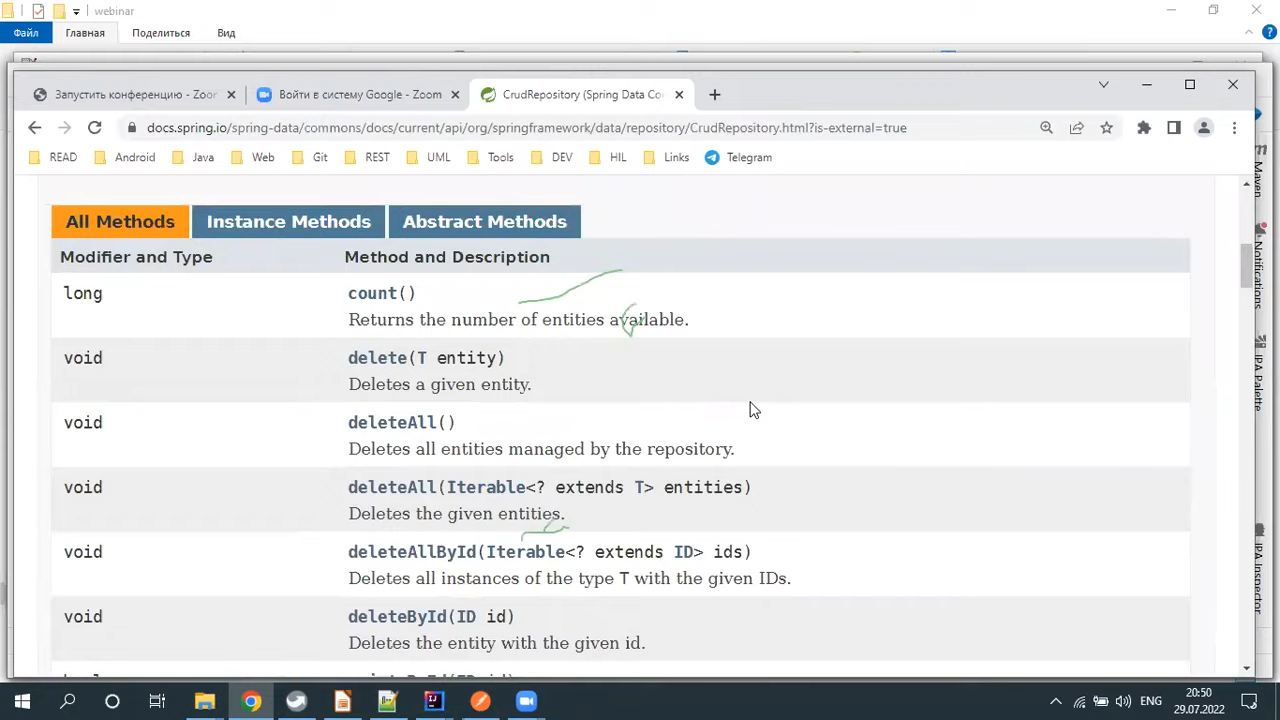 webinar
Файл Главная Поделиться Вид
Запустить конференцию - Zoor Войти в систему Google - Zoom CrudRepository (Spring Data Co
docs.spring.io/spring-data/commons/docs/current/api/org/springframework/data/repository/CrudRepository.html?is-external=true
READ Android Java Web Git REST UML Tools DEV HIL Links Telegram
All Methods Instance Methods Abstract Methods
Modifier and Type Method and Description
long count()
Returns the number of entities available.
void delete(T entity)
Deletes a given entity.
void deleteAll()
Deletes all entities managed by the repository.
void deleteAll(Iterable<? extends T> entities)
Deletes the given entities.
void deleteAllById(Iterable<? extends ID> ids)
Deletes all instances of the type T with the given IDs.
void deleteById(ID id)
Deletes the entity with the given id.
Maven
Notifications
JPA Palette
JPA Inspector
ENG
20:50
29.07.2022